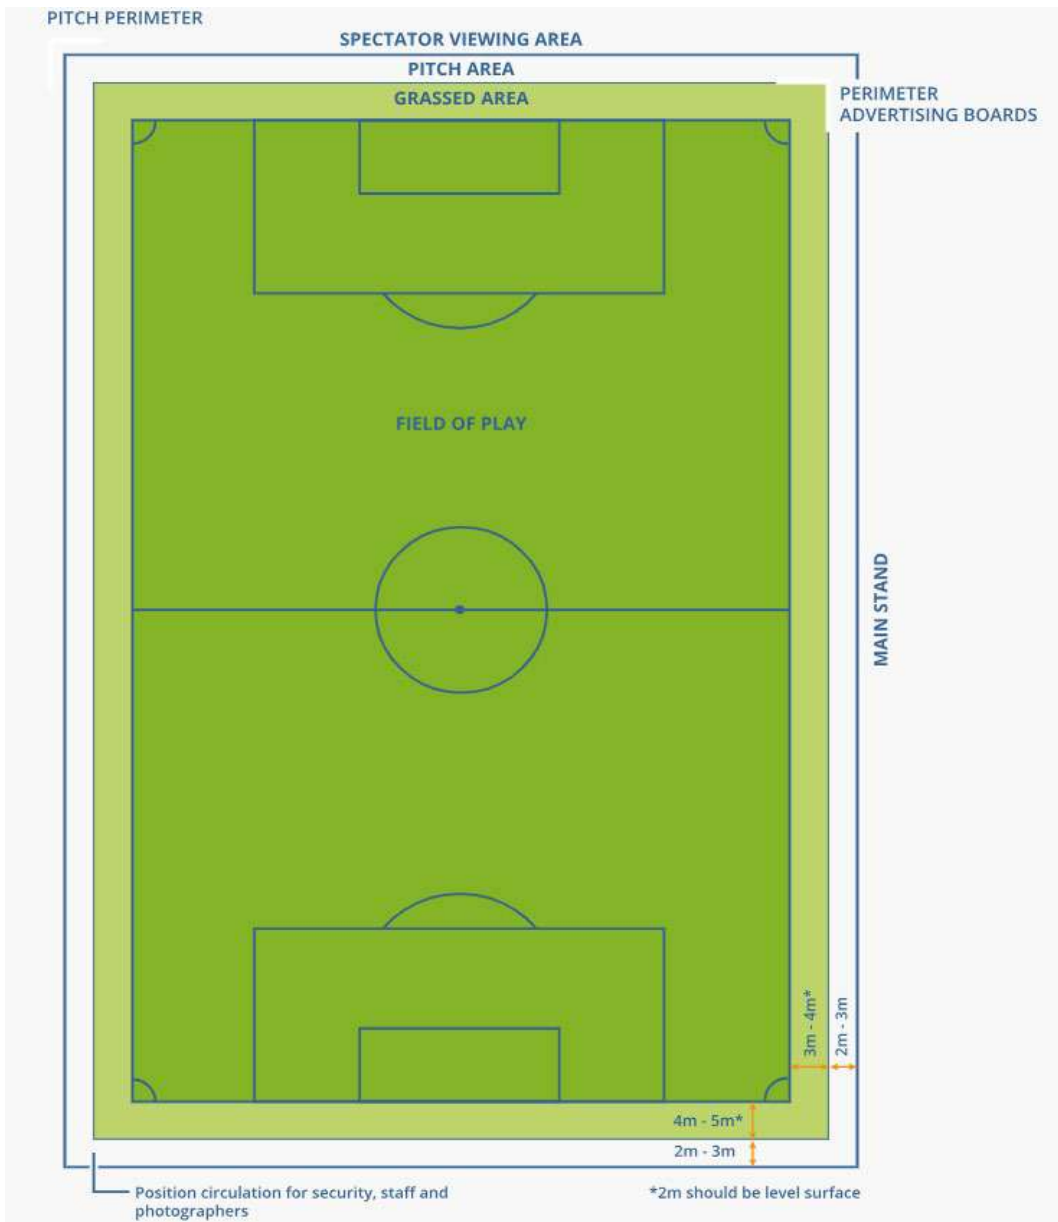 PITCH PERIMETER
SPECTATOR VIEWING AREA
PITCH AREA
GRASSED AREA
PERIMETER
ADVERTISING BOARDS
FIELD OF PLAY
MAIN STAND
3m - 4m*
2m - 3m
4m - 5m*
2m - 3m
Position circulation for security, staff and
photographers
*2m should be level surface